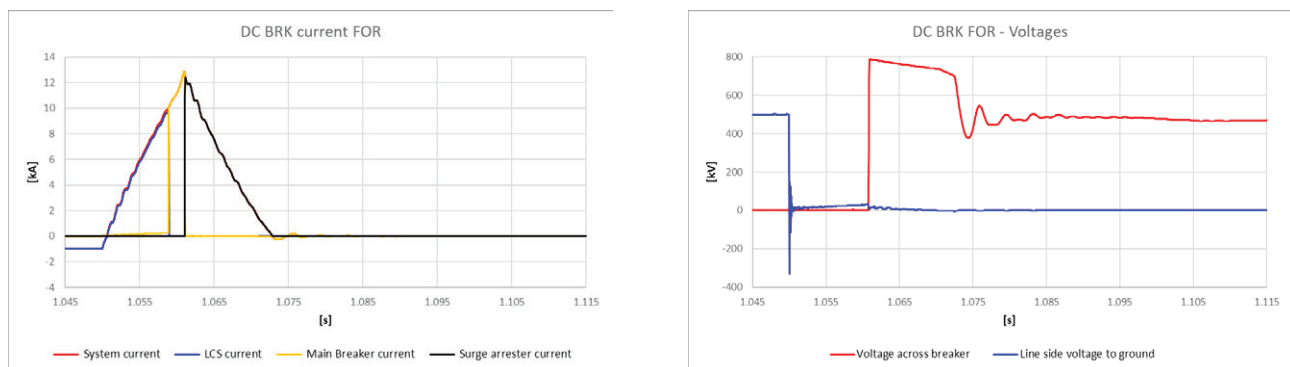 DC BRK current FOR
14
12
10
8
6
4
2
0
-2
-4
[kA]
1.045 1.055 1.065 1.075 1.085 1.095 1.105 1.115
[s]
System current LCS current Main Breaker current Surge arrester current
DC BRK FOR - Voltages
800
600
400
200
0
-200
-400
[kV]
1.045 1.055 1.065 1.075 1.085 1.095 1.105 1.115
[s]
Voltage across breaker Line side voltage to ground